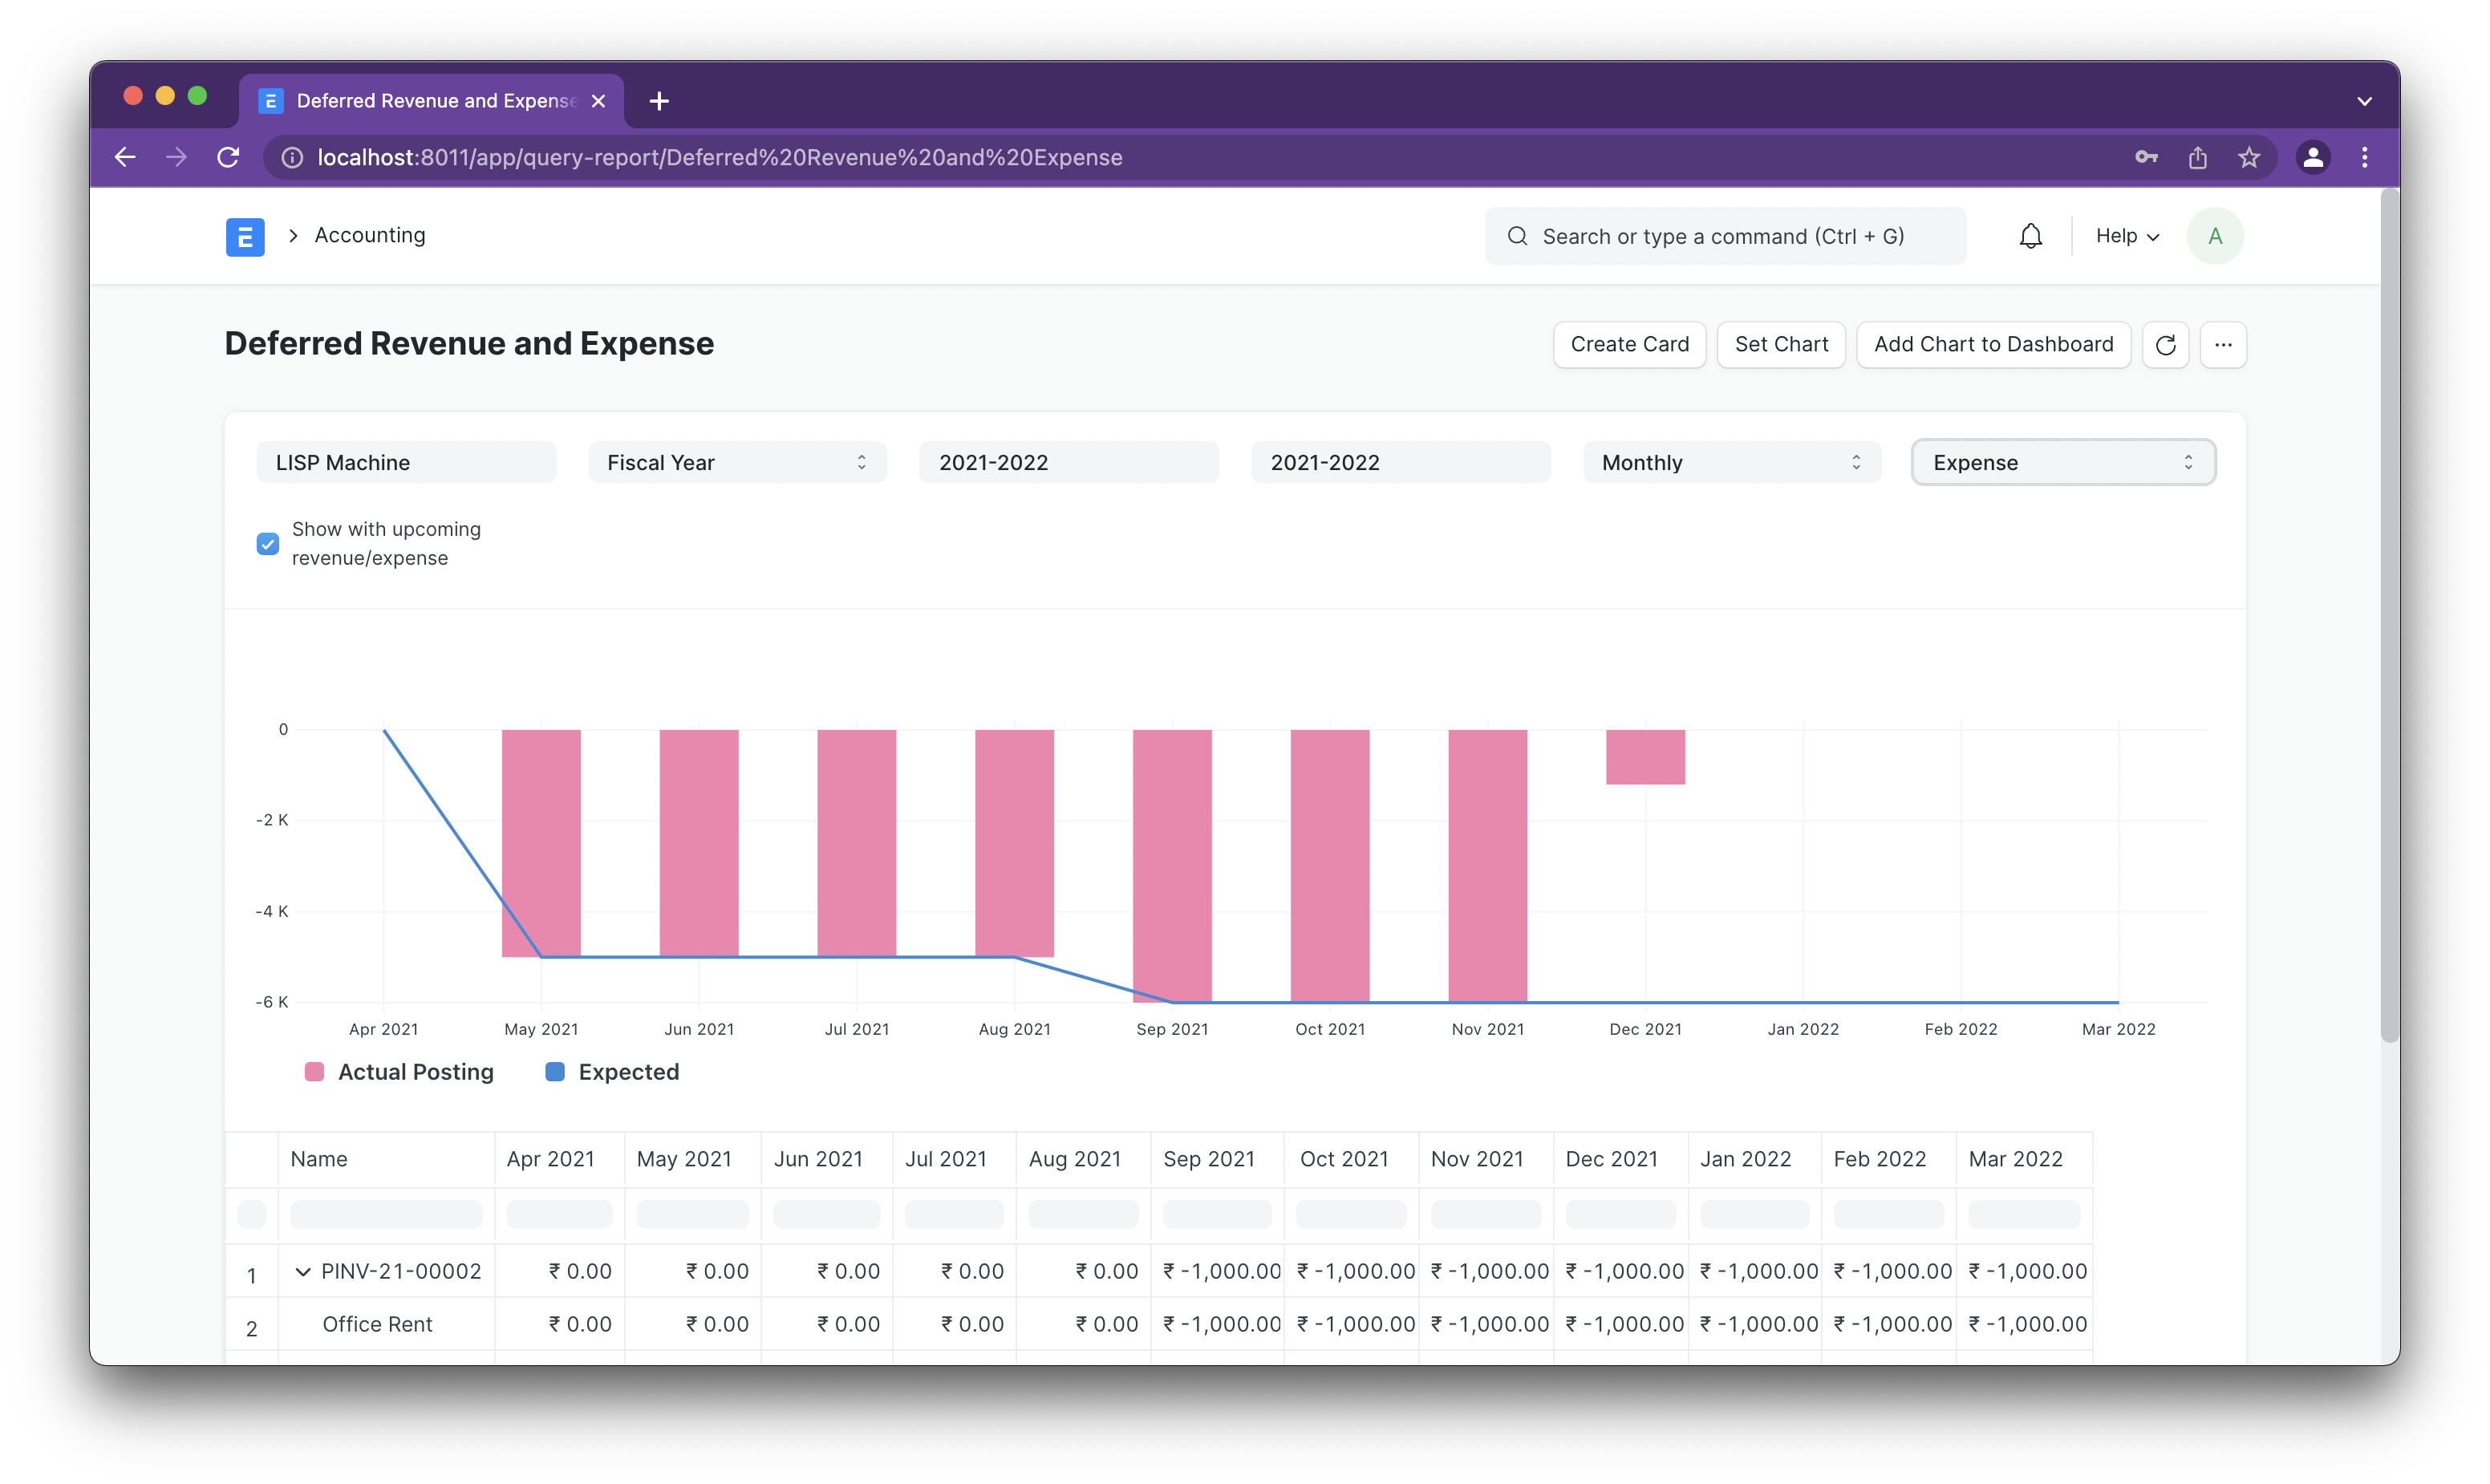 Deferred Revenue and Expense
localhost:8011/app/query-report/Deferred%20Revenue%20and%20Expense
E
Accounting
Search or type a command (Ctrl + G)
Help
A
Deferred Revenue and Expense
Create Card
Set Chart
Add Chart to Dashboard
LISP Machine
Fiscal Year
2021-2022
2021-2022
Monthly
Expense
Show with upcoming
revenue/expense
0
-2 K
-4 K
-6 K
Apr 2021 May 2021 Jun 2021 Jul 2021 Aug 2021 Sep 2021 Oct 2021 Nov 2021 Dec 2021 Jan 2022 Feb 2022 Mar 2022
Actual Posting Expected
Name Apr 2021 May 2021 Jun 2021 Jul 2021 Aug 2021 Sep 2021 Oct 2021 Nov 2021 Dec 2021 Jan 2022 Feb 2022 Mar 2022
1 PINV-21-00002 ₹ 0.00 ₹ 0.00 ₹ 0.00 ₹ 0.00 ₹ 0.00 ₹ -1,000.00 ₹ -1,000.00 ₹ -1,000.00 ₹ -1,000.00 ₹ -1,000.00 ₹ -1,000.00 ₹ -1,000.00
2 Office Rent ₹ 0.00 ₹ 0.00 ₹ 0.00 ₹ 0.00 ₹ 0.00 ₹ -1,000.00 ₹ -1,000.00 ₹ -1,000.00 ₹ -1,000.00 ₹ -1,000.00 ₹ -1,000.00 ₹ -1,000.00